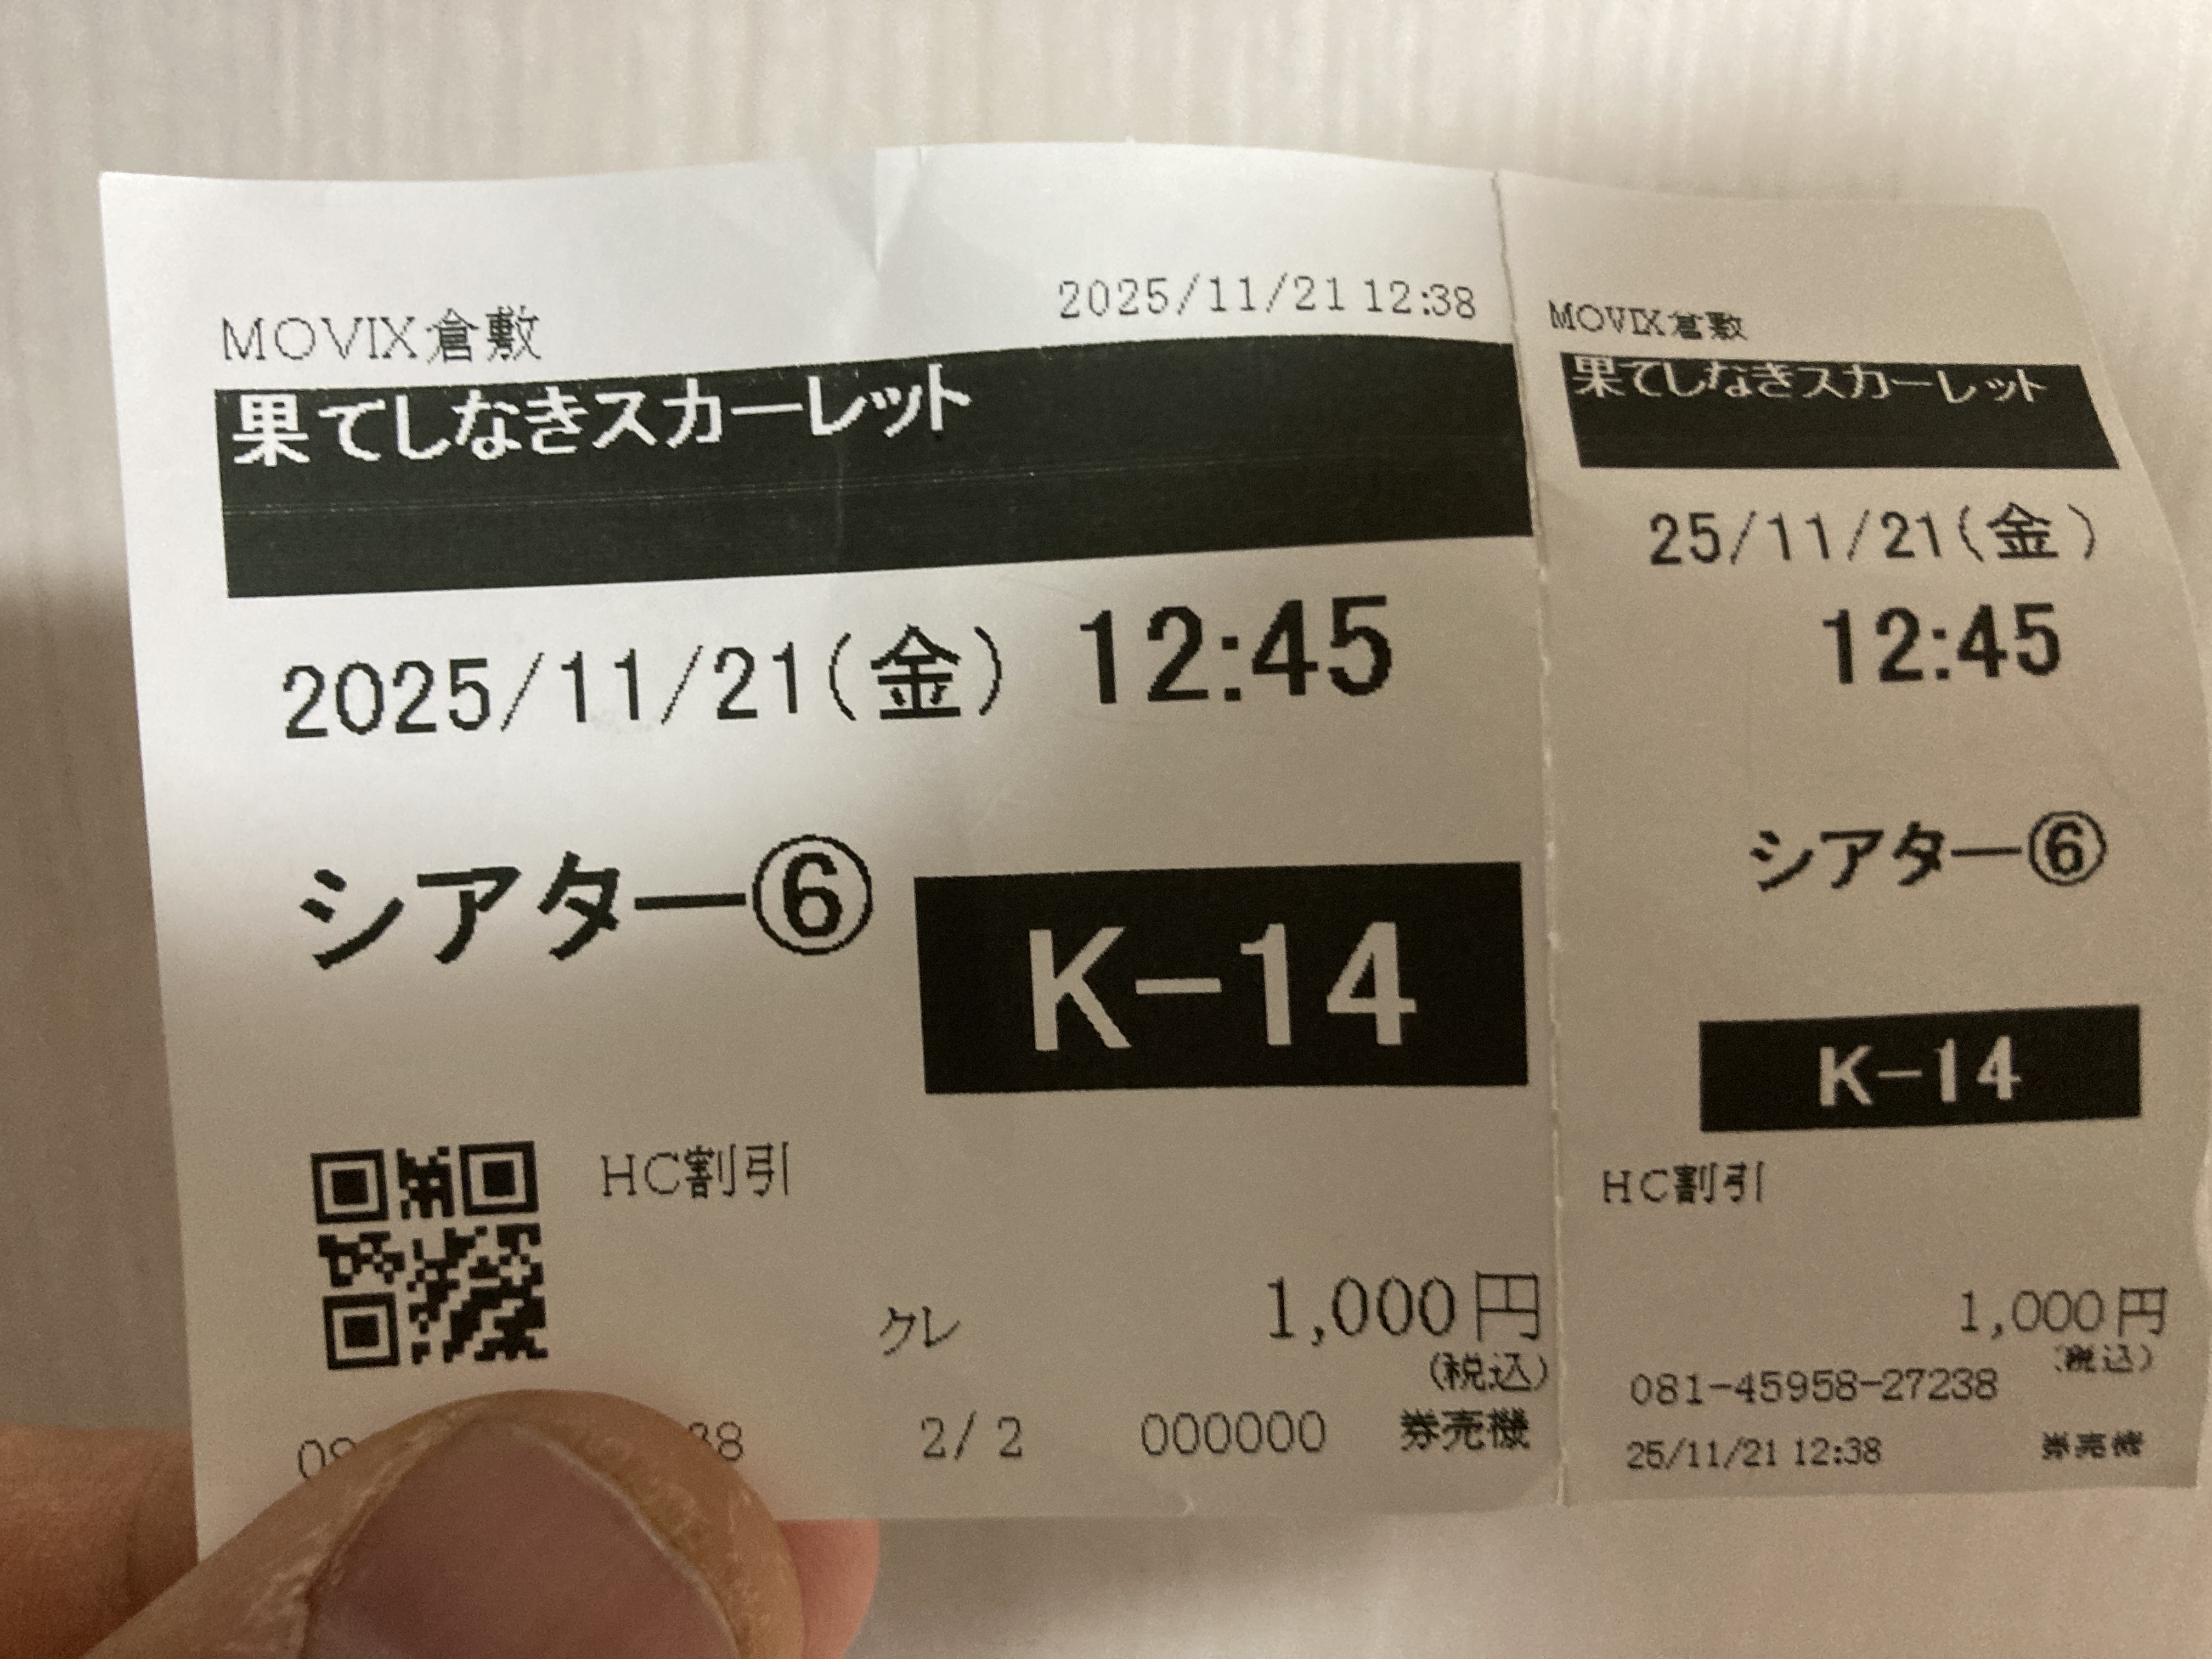 MOVIX倉敷
2025/11/21 12:38
果てしなきスカーレット
2025/11/21(金) 12:45
シアター⑥
K-14
HC割引
クレ
1,000円
(税込)
2/2 000000 券売機
MOVIX倉敷
果てしなきスカーレット
25/11/21(金)
12:45
シアター⑥
K-14
HC割引
1,000円
(税込)
081-45958-27238
25/11/21 12:38 券売機